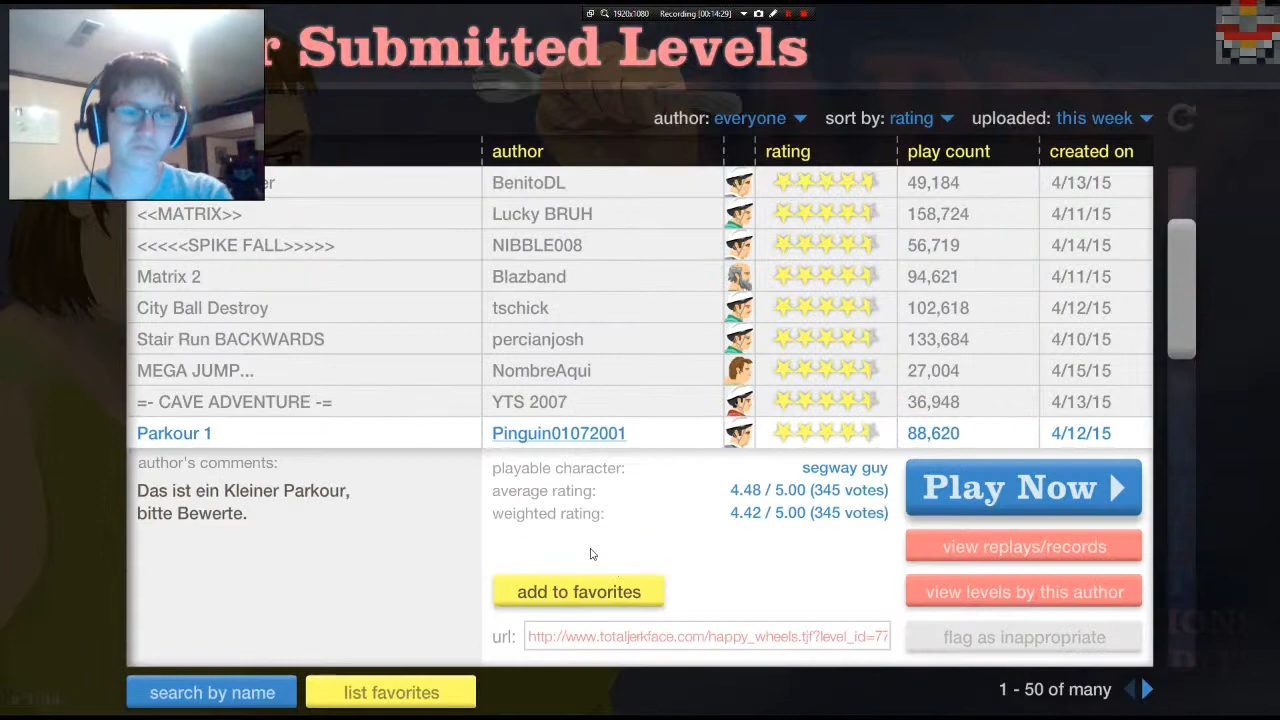 1920x1080 Recording [00:14:29]
r Submitted Levels
author: everyone sort by: rating uploaded: this week
author rating play count created on
er BenitoDL 49,184 4/13/15
<<MATRIX>> Lucky BRUH 158,724 4/11/15
<<<<<SPIKE FALL>>>>> NIBBLE008 56,719 4/14/15
Matrix 2 Blazband 94,621 4/11/15
City Ball Destroy tschick 102,618 4/12/15
Stair Run BACKWARDS percianjosh 133,684 4/10/15
MEGA JUMP... NombreAqui 27,004 4/15/15
=- CAVE ADVENTURE -= YTS 2007 36,948 4/13/15
Parkour 1 Pinguin01072001 88,620 4/12/15
author's comments:
Das ist ein Kleiner Parkour,
bitte Bewerte.
playable character: segway guy
average rating: 4.48 / 5.00 (345 votes)
weighted rating: 4.42 / 5.00 (345 votes)
add to favorites
url: http://www.totaljerkface.com/happy_wheels.tjf?level_id=77
Play Now
view replays/records
view levels by this author
flag as inappropriate
search by name list favorites 1 - 50 of many